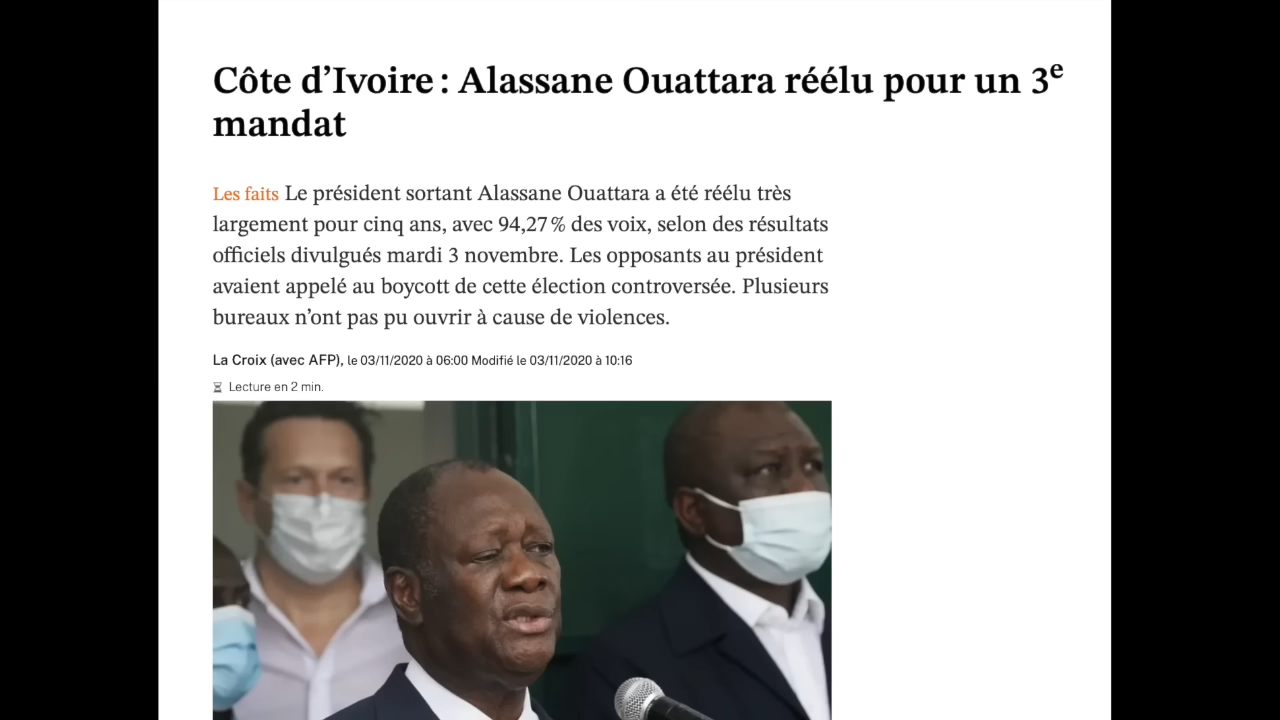 Côte d’Ivoire : Alassane Ouattara réélu pour un 3e
mandat
Les faits Le président sortant Alassane Ouattara a été réélu très
largement pour cinq ans, avec 94,27 % des voix, selon des résultats
officiels divulgués mardi 3 novembre. Les opposants au président
avaient appelé au boycott de cette élection controversée. Plusieurs
bureaux n’ont pas pu ouvrir à cause de violences.
La Croix (avec AFP), le 03/11/2020 à 06:00 Modifié le 03/11/2020 à 10:16
Lecture en 2 min.